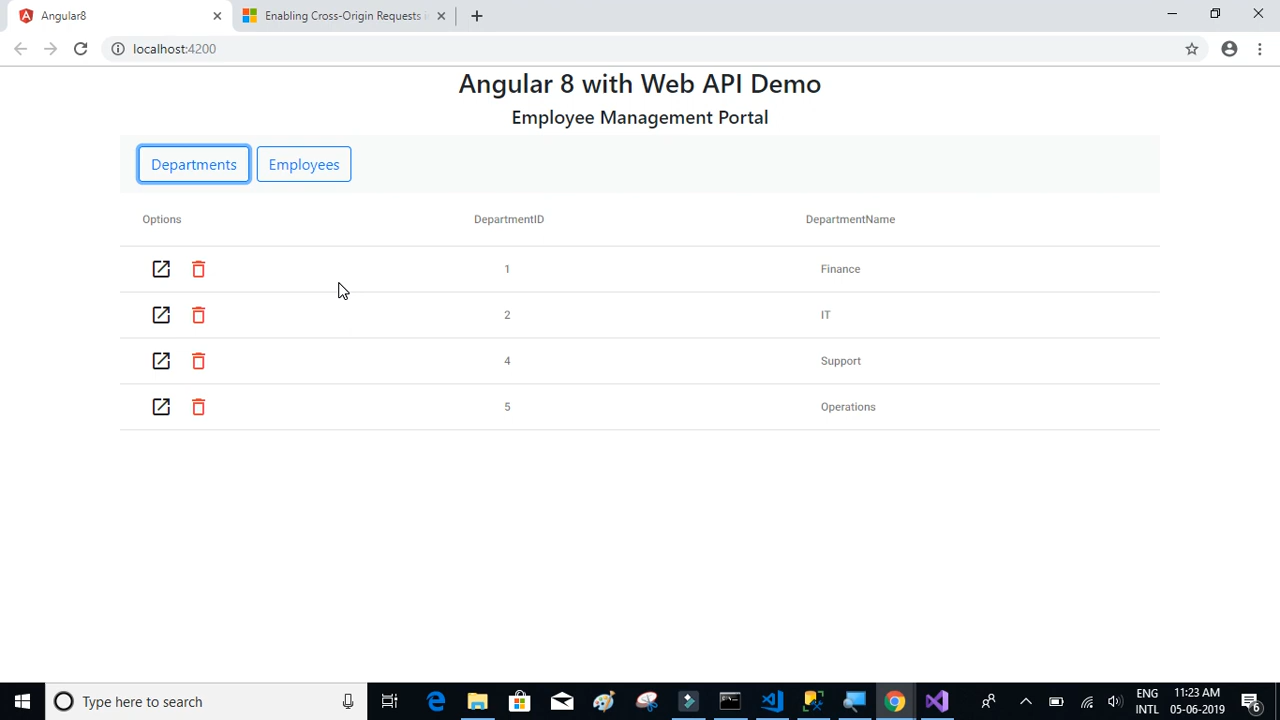 Angular8
Enabling Cross-Origin Requests i
localhost:4200
Angular 8 with Web API Demo
Employee Management Portal
Departments Employees
Options DepartmentID DepartmentName
1 Finance
2 IT
4 Support
5 Operations
Type here to search
ENG 11:23 AM
INTL 05-06-2019
6